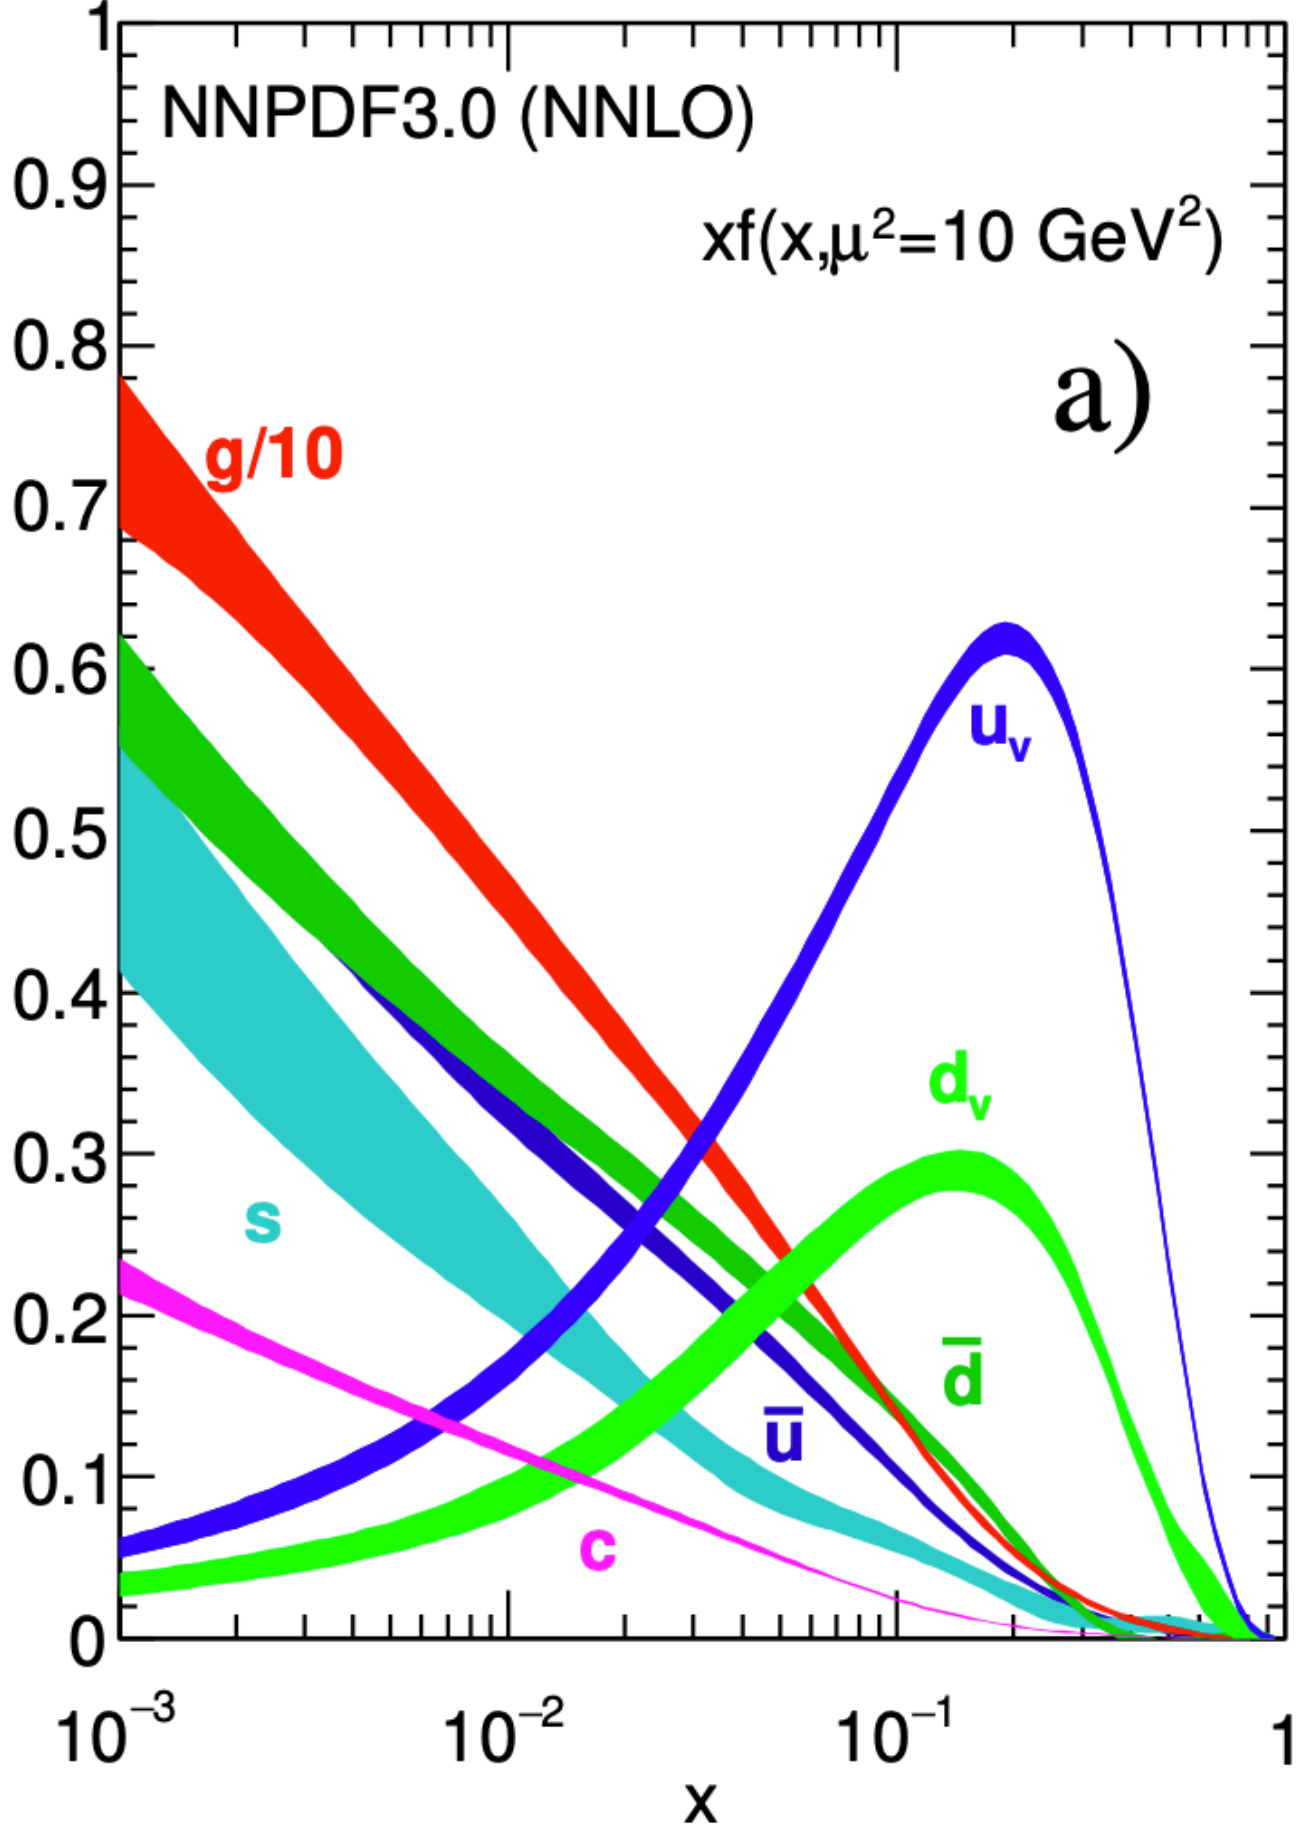 1
NNPDF3.0 (NNLO)
0.9
xf(x,μ²=10 GeV²)
0.8
a)
g/10
0.7
0.6
u_v
0.5
0.4
d_v
0.3
s
0.2
d̄
ū
0.1
c
0
10⁻³ 10⁻² 10⁻¹ 1
x